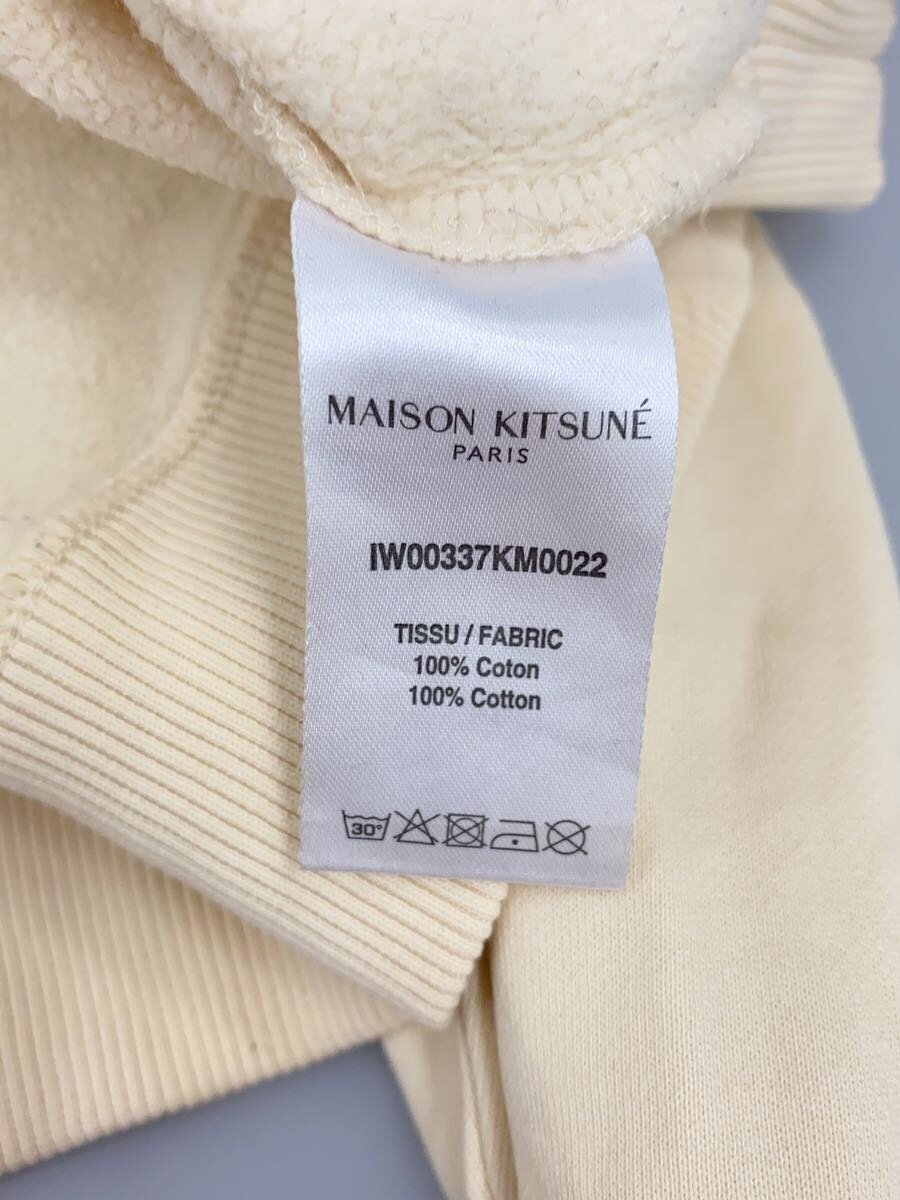 MAISON KITSUNÉ
PARIS
IW00337KM0022
TISSU / FABRIC
100% Coton
100% Cotton
30°